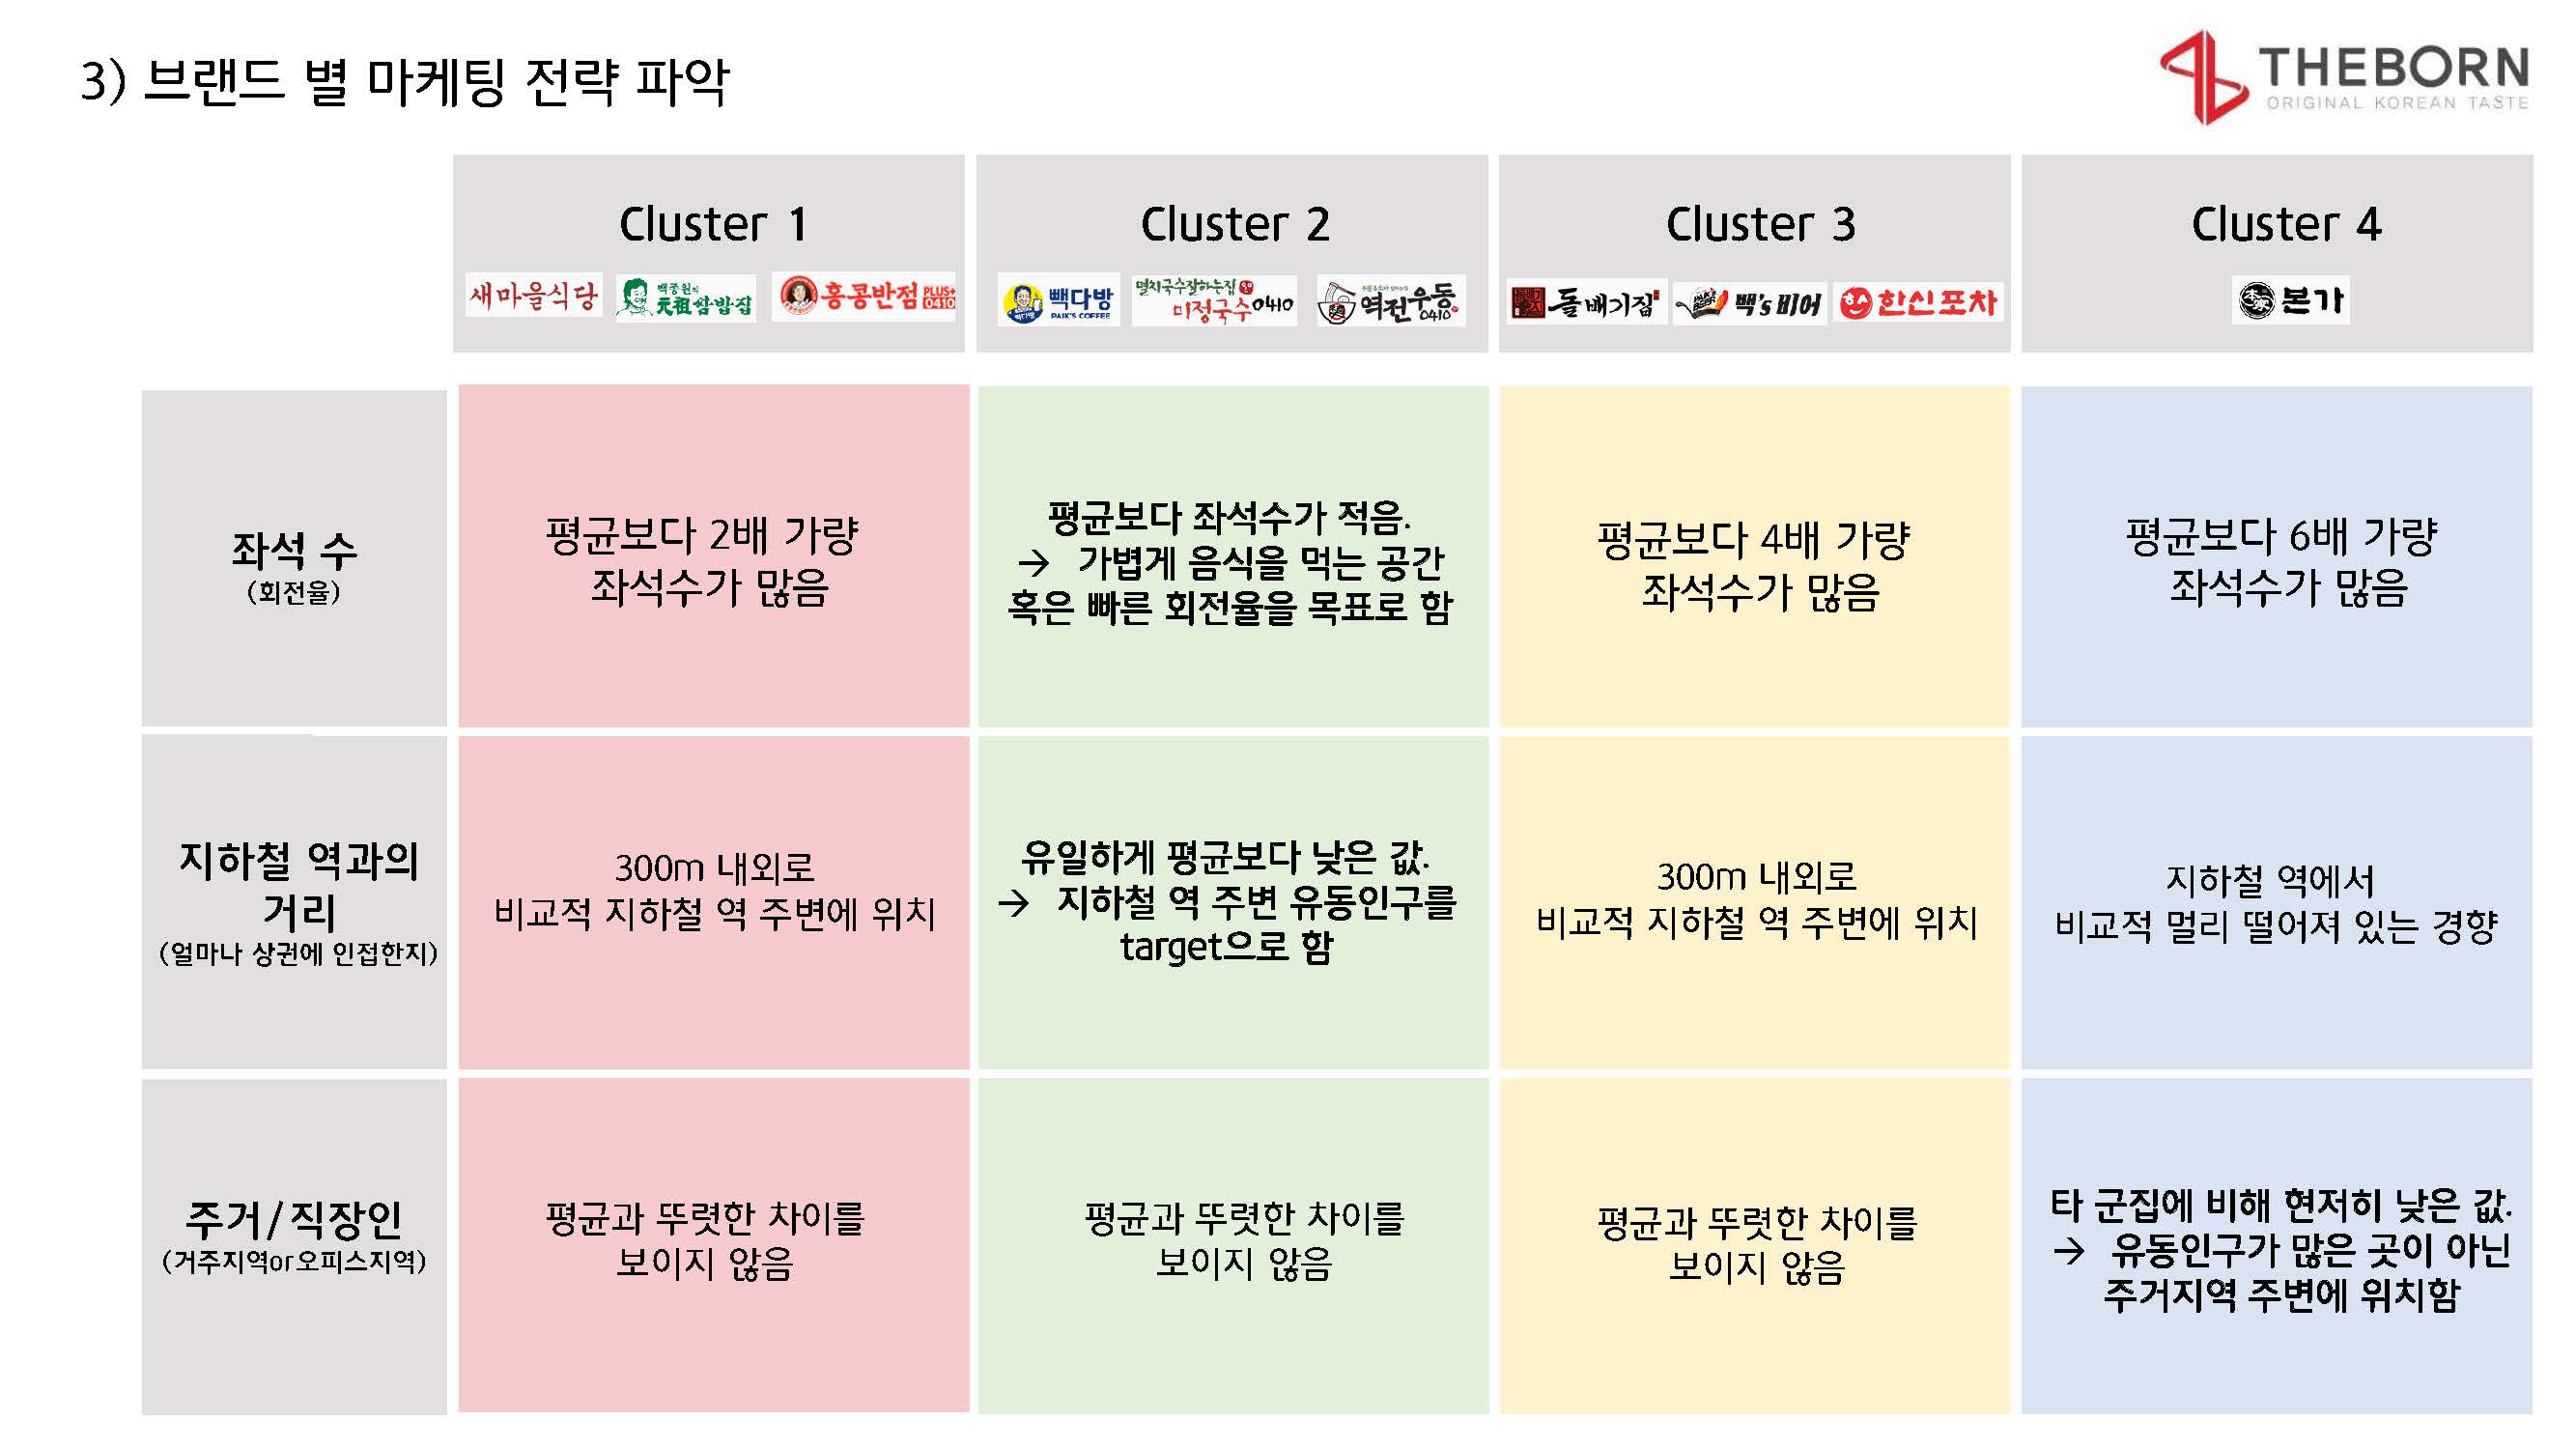 3) 브랜드 별 마케팅 전략 파악
THEBORN
ORIGINAL KOREAN TASTE
Cluster 1
Cluster 2
Cluster 3
Cluster 4
새마을식당
백종원의
元祖쌈밥집
홍콩반점 PLUS+
0410
빽다방
PAIK'S COFFEE
멸치국수잘하는집
미정국수0410
역전우동
0410
돌배기집
백's비어
한신포차
본가
좌석 수
(회전율)
평균보다 2배 가량
좌석수가 많음
평균보다 좌석수가 적음.
→ 가볍게 음식을 먹는 공간
혹은 빠른 회전율을 목표로 함
평균보다 4배 가량
좌석수가 많음
평균보다 6배 가량
좌석수가 많음
지하철 역과의
거리
(얼마나 상권에 인접한지)
300m 내외로
비교적 지하철 역 주변에 위치
유일하게 평균보다 낮은 값.
→ 지하철 역 주변 유동인구를
target으로 함
300m 내외로
비교적 지하철 역 주변에 위치
지하철 역에서
비교적 멀리 떨어져 있는 경향
주거/직장인
(거주지역or오피스지역)
평균과 뚜렷한 차이를
보이지 않음
평균과 뚜렷한 차이를
보이지 않음
평균과 뚜렷한 차이를
보이지 않음
타 군집에 비해 현저히 낮은 값.
→ 유동인구가 많은 곳이 아닌
주거지역 주변에 위치함